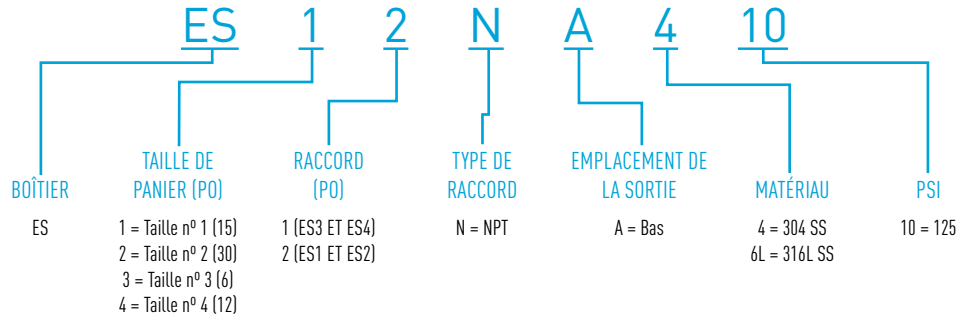 ES 1 2 N A 4 10
BOÎTIER
ES
TAILLE DE
PANIER (PO)
1 = Taille nº 1 (15)
2 = Taille nº 2 (30)
3 = Taille nº 3 (6)
4 = Taille nº 4 (12)
RACCORD
(PO)
1 (ES3 ET ES4)
2 (ES1 ET ES2)
TYPE DE
RACCORD
N = NPT
EMPLACEMENT DE
LA SORTIE
A = Bas
MATÉRIAU
4 = 304 SS
6L = 316L SS
PSI
10 = 125